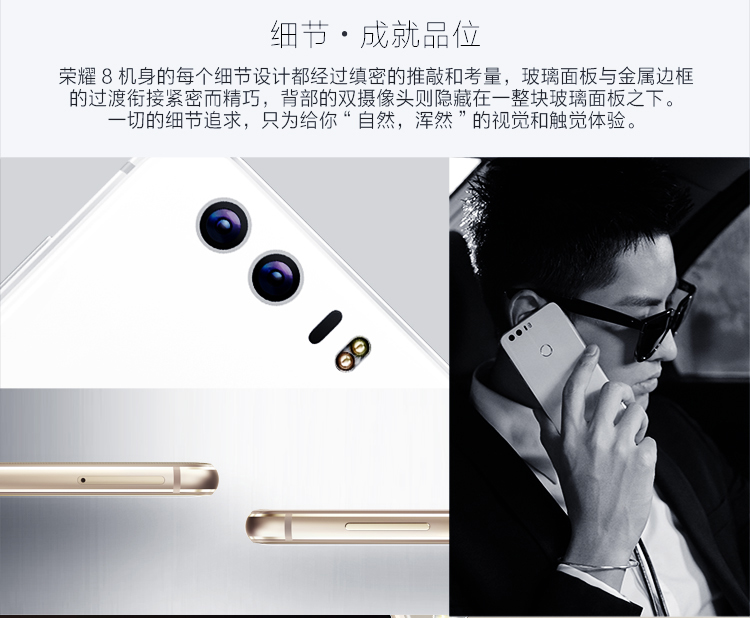 细节·成就品位
荣耀 8 机身的每个细节设计都经过缜密的推敲和考量，玻璃面板与金属边框
的过渡衔接紧密而精巧，背部的双摄像头则隐藏在一整块玻璃面板之下。
一切的细节追求，只为给你“自然，浑然”的视觉和触觉体验。